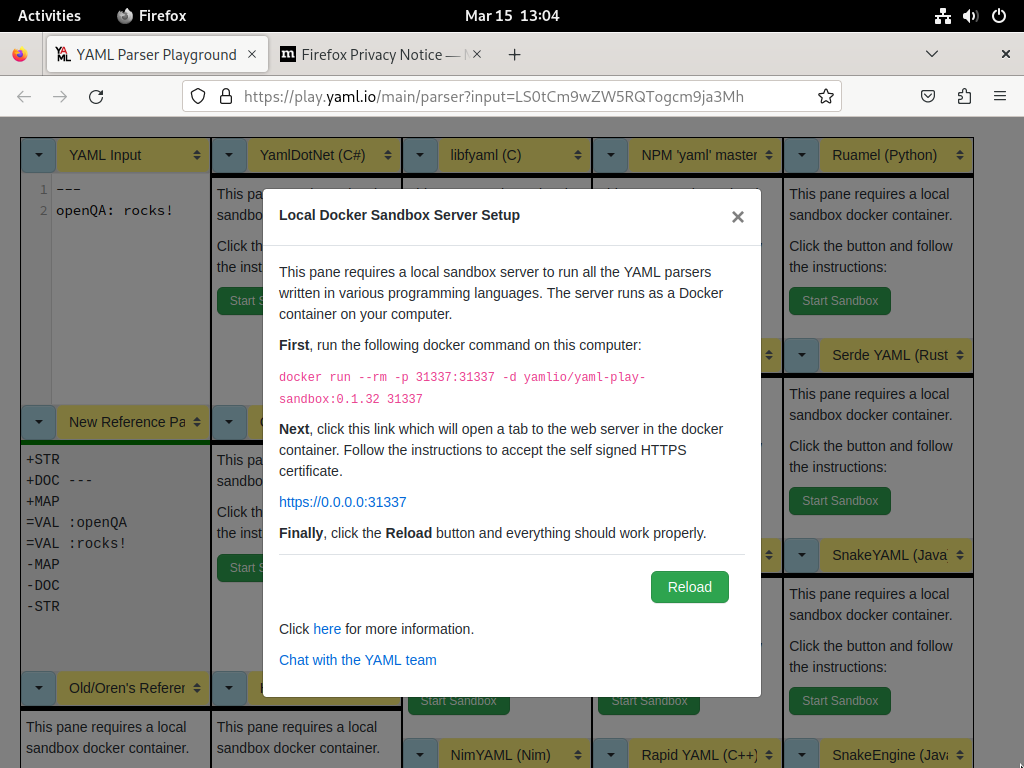 Activities
Firefox
Mar 15 13:04
YAML Parser Playground
Firefox Privacy Notice —
https://play.yaml.io/main/parser?input=LS0tCm9wZW5RQTogcm9ja3Mh
YAML Input
YamlDotNet (C#)
libfyaml (C)
NPM 'yaml' master
Ruamel (Python)
1 ---
2 openQA: rocks!
This pa
sandbo
Click th
the inst
Start S
This pane requires a local
sandbox docker container.
Click the button and follow
the instructions:
Start Sandbox
Local Docker Sandbox Server Setup
×
This pane requires a local sandbox server to run all the YAML parsers
written in various programming languages. The server runs as a Docker
container on your computer.
First, run the following docker command on this computer:
docker run --rm -p 31337:31337 -d yamlio/yaml-play-
sandbox:0.1.32 31337
Next, click this link which will open a tab to the web server in the docker
container. Follow the instructions to accept the self signed HTTPS
certificate.
https://0.0.0.0:31337
Finally, click the Reload button and everything should work properly.
Reload
Click here for more information.
Chat with the YAML team
Serde YAML (Rust
This pane requires a local
sandbox docker container.
Click the button and follow
the instructions:
Start Sandbox
New Reference Pa
+STR
+DOC ---
+MAP
=VAL :openQA
=VAL :rocks!
-MAP
-DOC
-STR
This pa
sandbo
Click th
the inst
Start S
SnakeYAML (Java
This pane requires a local
sandbox docker container.
Click the button and follow
the instructions:
Start Sandbox
Old/Oren's Referer
This pane requires a local
sandbox docker container.
This pane requires a local
sandbox docker container.
Start Sandbox
Start Sandbox
NimYAML (Nim)
Rapid YAML (C++)
SnakeEngine (Java